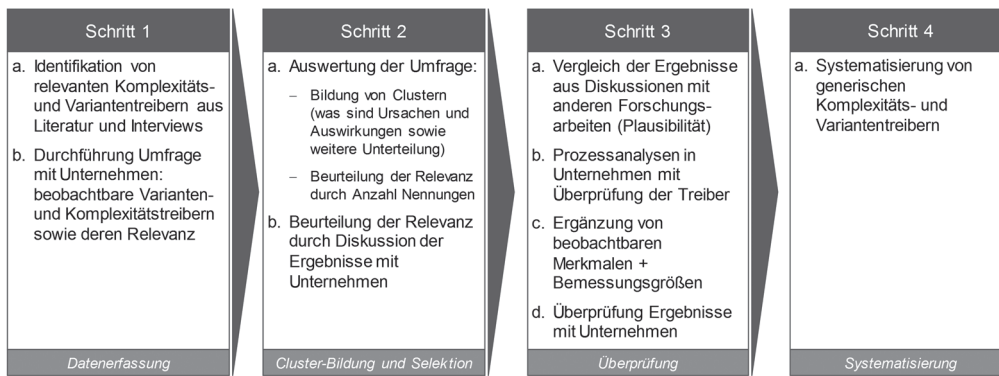 Schritt 1
a. Identifikation von
relevanten Komplexitäts-
und Variantentreibern aus
Literatur und Interviews
b. Durchführung Umfrage
mit Unternehmen:
beobachtbare Varianten-
und Komplexitätstreibern
sowie deren Relevanz
Datenerfassung
Schritt 2
a. Auswertung der Umfrage:
– Bildung von Clustern
(was sind Ursachen und
Auswirkungen sowie
weitere Unterteilung)
– Beurteilung der Relevanz
durch Anzahl Nennungen
b. Beurteilung der Relevanz
durch Diskussion der
Ergebnisse mit
Unternehmen
Cluster-Bildung und Selektion
Schritt 3
a. Vergleich der Ergebnisse
aus Diskussionen mit
anderen Forschungs-
arbeiten (Plausibilität)
b. Prozessanalysen in
Unternehmen mit
Überprüfung der Treiber
c. Ergänzung von
beobachtbaren
Merkmalen +
Bemessungsgrößen
d. Überprüfung Ergebnisse
mit Unternehmen
Überprüfung
Schritt 4
a. Systematisierung von
generischen
Komplexitäts- und
Variantentreibern
Systematisierung